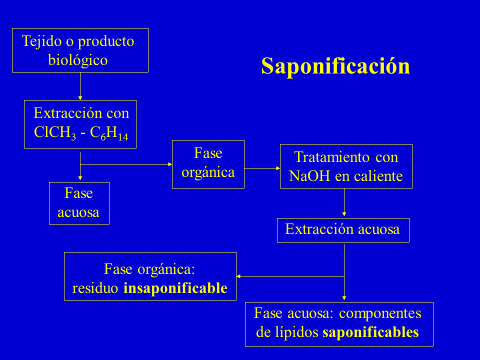 Tejido o producto
biológico
Saponificación
Extracción con
ClCH₃ - C₆H₁₄
Fase
orgánica
Tratamiento con
NaOH en caliente
Fase
acuosa
Extracción acuosa
Fase orgánica:
residuo insaponificable
Fase acuosa: componentes
de lípidos saponificables